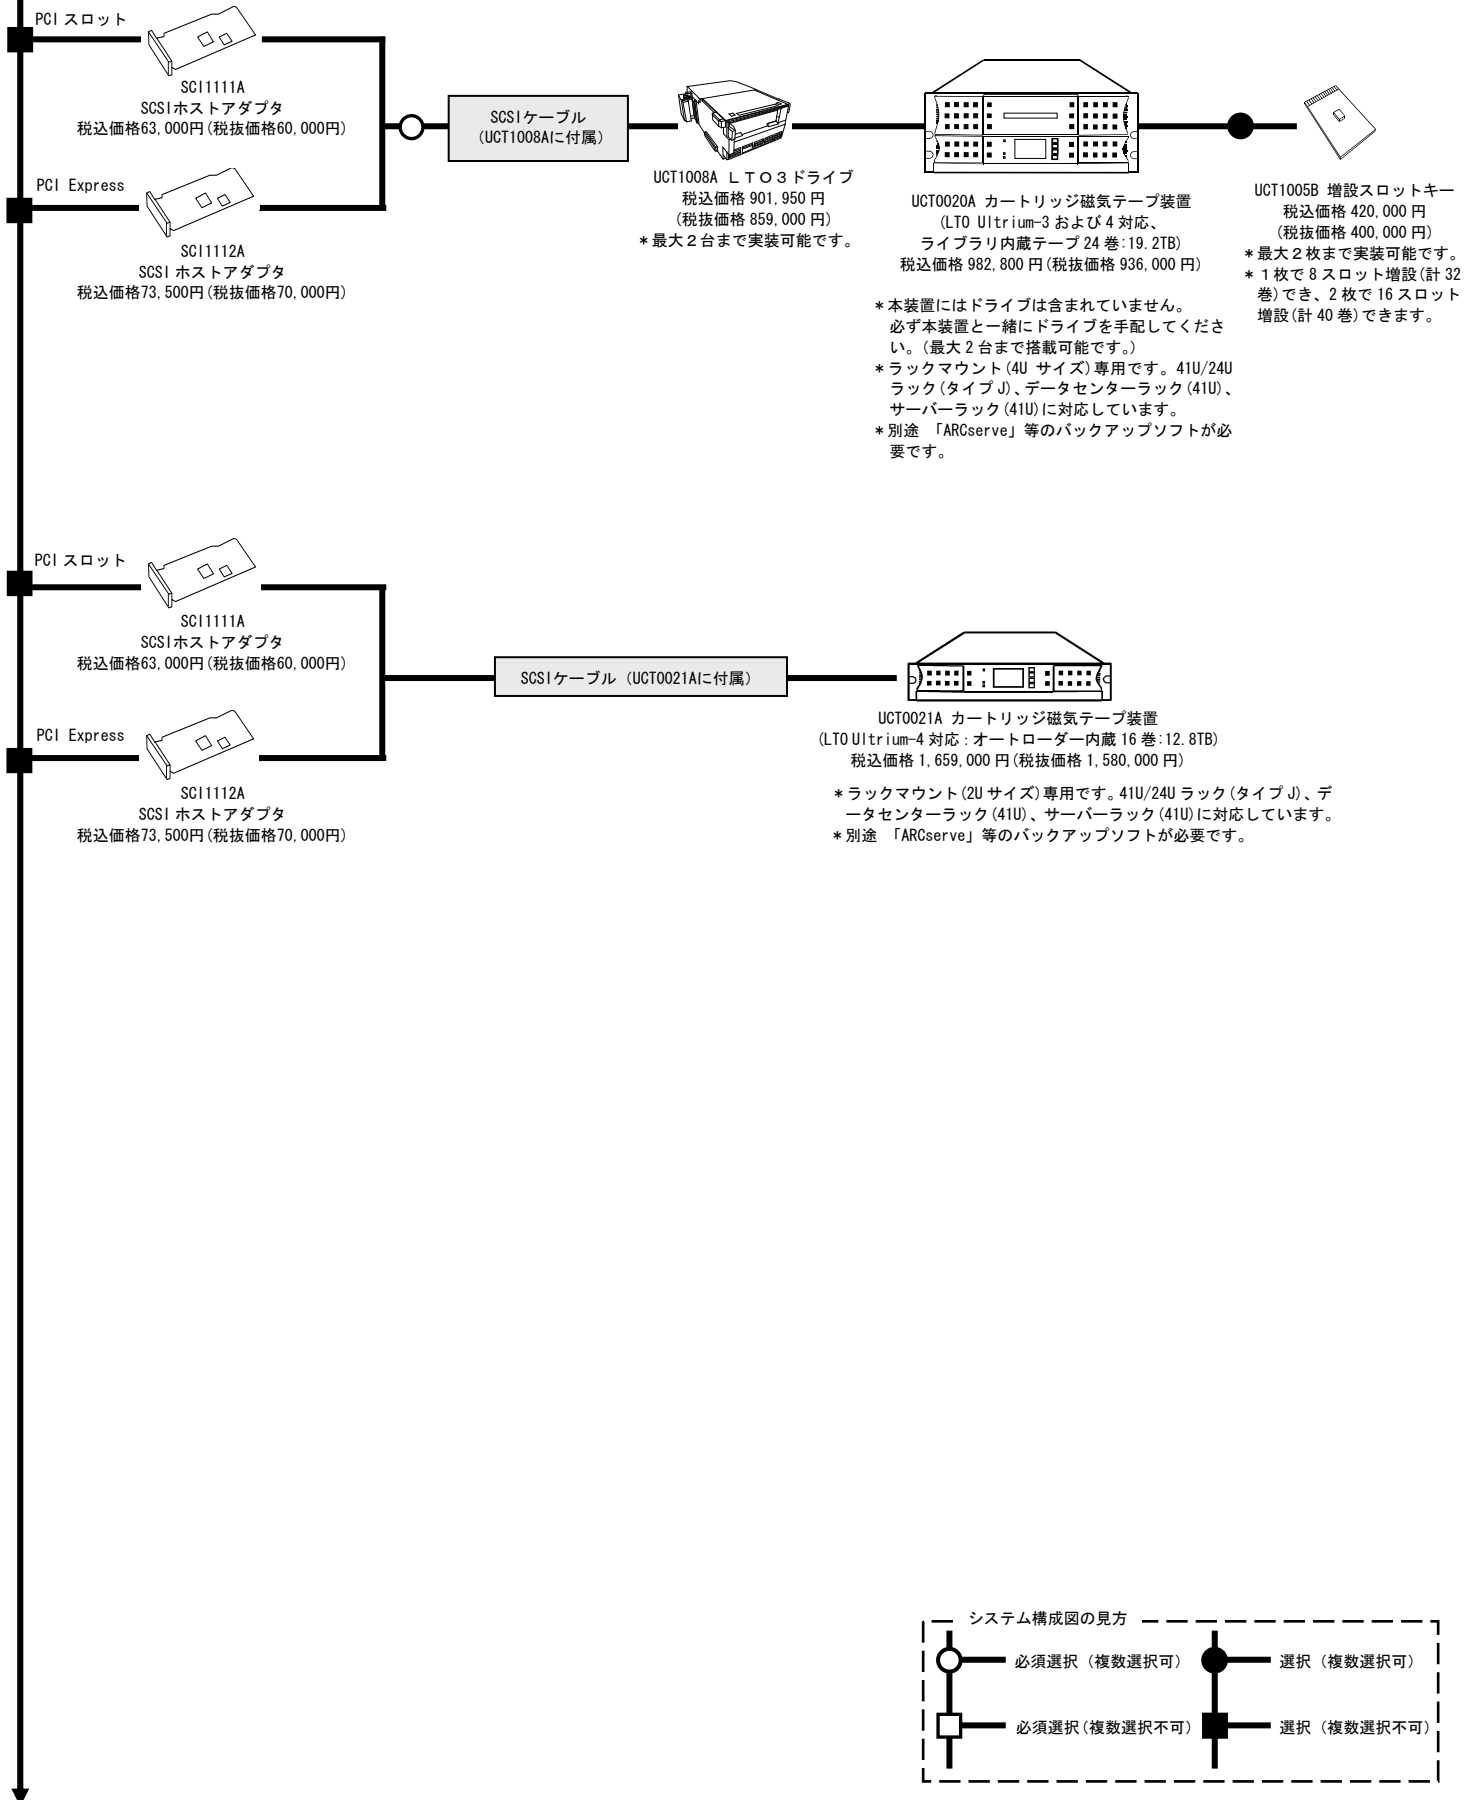 PCI スロット
SCI1111A
SCSIホストアダプタ
税込価格63,000円(税抜価格60,000円)
PCI Express
SCI1112A
SCSI ホストアダプタ
税込価格73,500円(税抜価格70,000円)
SCSIケーブル
(UCT1008Aに付属)
UCT1008A ＬＴＯ３ドライブ
税込価格 901,950 円
(税抜価格 859,000 円)
＊最大２台まで実装可能です。
UCT0020A カートリッジ磁気テープ装置
(LTO Ultrium-3 および 4 対応、
ライブラリ内蔵テープ 24 巻:19.2TB)
税込価格 982,800 円(税抜価格 936,000 円)
＊本装置にはドライブは含まれていません。
必ず本装置と一緒にドライブを手配してくださ
い。(最大 2 台まで搭載可能です。)
＊ラックマウント(4U サイズ)専用です。41U/24U
ラック(タイプ J)、データセンターラック(41U)、
サーバーラック(41U)に対応しています。
＊別途 「ARCserve」等のバックアップソフトが必
要です。
UCT1005B 増設スロットキー
税込価格 420,000 円
(税抜価格 400,000 円)
＊最大２枚まで実装可能です。
＊１枚で 8 スロット増設(計 32
巻)でき、2 枚で 16 スロット
増設(計 40 巻)できます。
PCI スロット
SCI1111A
SCSIホストアダプタ
税込価格63,000円(税抜価格60,000円)
PCI Express
SCI1112A
SCSI ホストアダプタ
税込価格73,500円(税抜価格70,000円)
SCSIケーブル（UCT0021Aに付属）
UCT0021A カートリッジ磁気テープ装置
(LTO Ultrium-4 対応：オートローダー内蔵 16 巻:12.8TB)
税込価格 1,659,000 円(税抜価格 1,580,000 円)
＊ラックマウント(2U サイズ)専用です。41U/24U ラック(タイプ J)、デ
ータセンターラック(41U)、サーバーラック(41U)に対応しています。
＊別途 「ARCserve」等のバックアップソフトが必要です。
システム構成図の見方
必須選択（複数選択可）
選択（複数選択可）
必須選択(複数選択不可)
選択（複数選択不可）